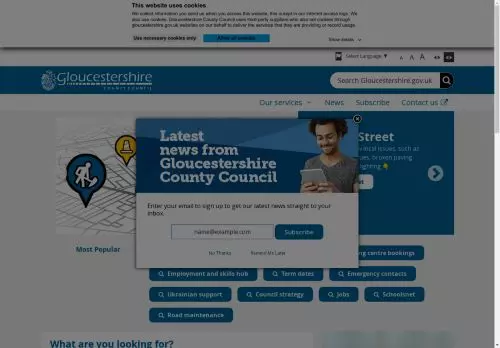 This website uses cookies
We collect information you send us when you access this website, this is kept in our internet access logs. We
also use cookies. Gloucestershire County Council uses third party suppliers who also set cookies through
gloucestershire.gov.uk websites on our behalf to deliver the services that they are providing or record usage.
Use necessary cookies only
Allow all cookies
Show details
Select Language
A A A
Gloucestershire
COUNTY COUNCIL
Search Gloucestershire.gov.uk
Our services
News
Subscribe
Contact us
Latest
news from
Gloucestershire
County Council
Street
such as
broken paving
lighting
Enter your email to sign up to get our latest news straight to your
inbox.
name@example.com
Subscribe
No Thanks
Remind Me Later
Most Popular
centre bookings
Employment and skills hub
Term dates
Emergency contacts
Ukrainian support
Council strategy
Jobs
Schoolsnet
Road maintenance
What are you looking for?